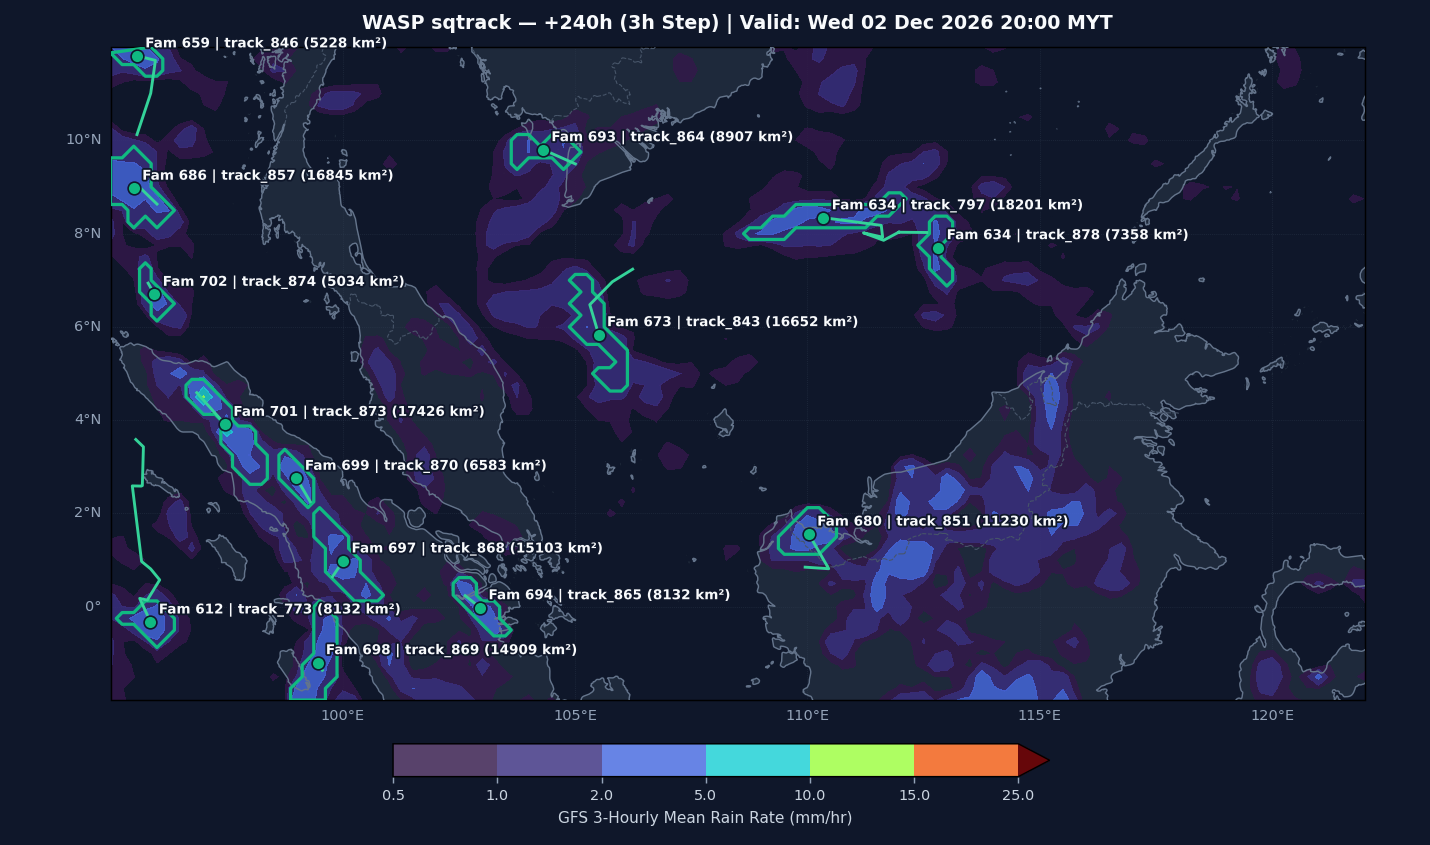 WASP sqtrack — +240h (3h Step) | Valid: Wed 02 Dec 2026 20:00 MYT
Fam 659 | track_846 (5228 km²)
10°N
Fam 693 | track_864 (8907 km²)
Fam 686 | track_857 (16845 km²)
Fam 634 | track_797 (18201 km²)
8°N
Fam 634 | track_878 (7358 km²)
Fam 702 | track_874 (5034 km²)
6°N
Fam 673 | track_843 (16652 km²)
4°N
Fam 701 | track_873 (17426 km²)
Fam 699 | track_870 (6583 km²)
2°N
Fam 680 | track_851 (11230 km²)
Fam 697 | track_868 (15103 km²)
Fam 694 | track_865 (8132 km²)
0°
Fam 612 | track_773 (8132 km²)
Fam 698 | track_869 (14909 km²)
100°E 105°E 110°E 115°E 120°E
0.5 1.0 2.0 5.0 10.0 15.0 25.0
GFS 3-Hourly Mean Rain Rate (mm/hr)